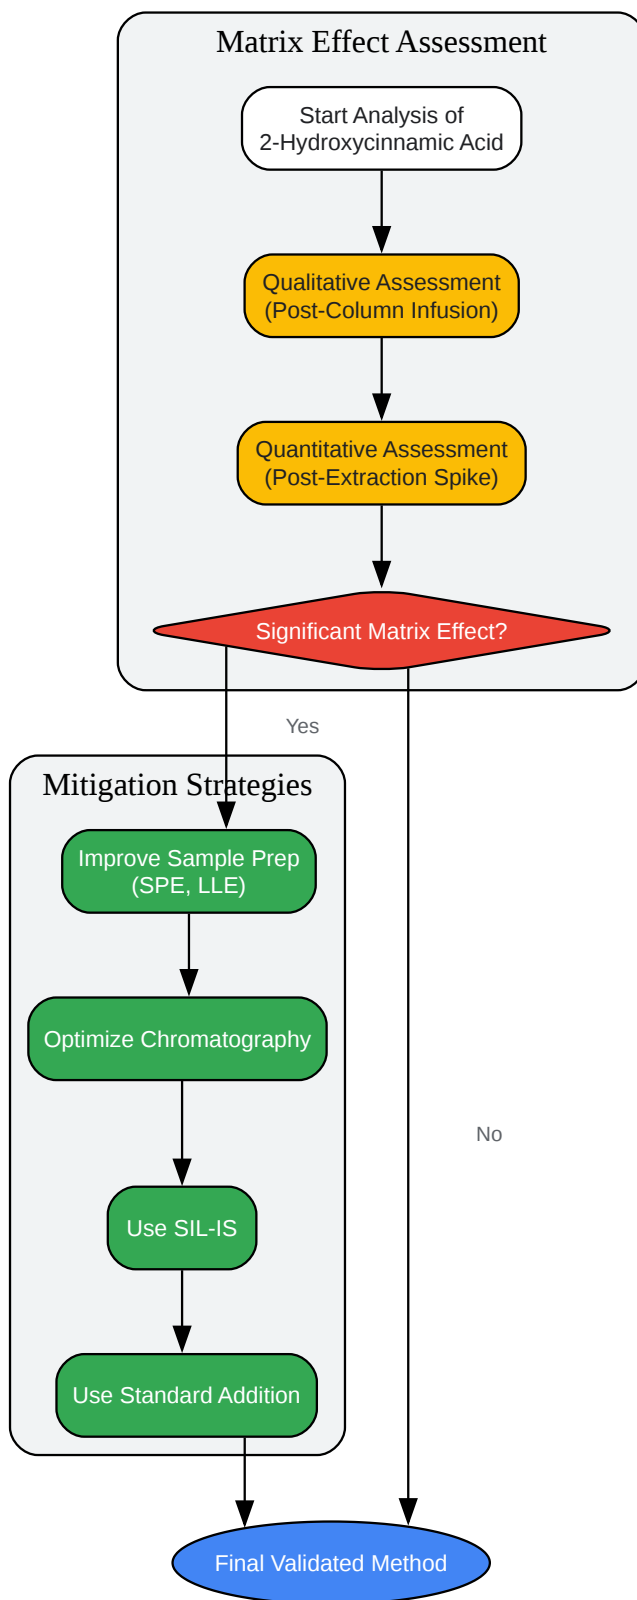 Matrix Effect Assessment
Start Analysis of
2-Hydroxycinnamic Acid
Qualitative Assessment
(Post-Column Infusion)
Quantitative Assessment
(Post-Extraction Spike)
Significant Matrix Effect?
Yes
Mitigation Strategies
Improve Sample Prep
(SPE, LLE)
Optimize Chromatography
No
Use SIL-IS
Use Standard Addition
Final Validated Method